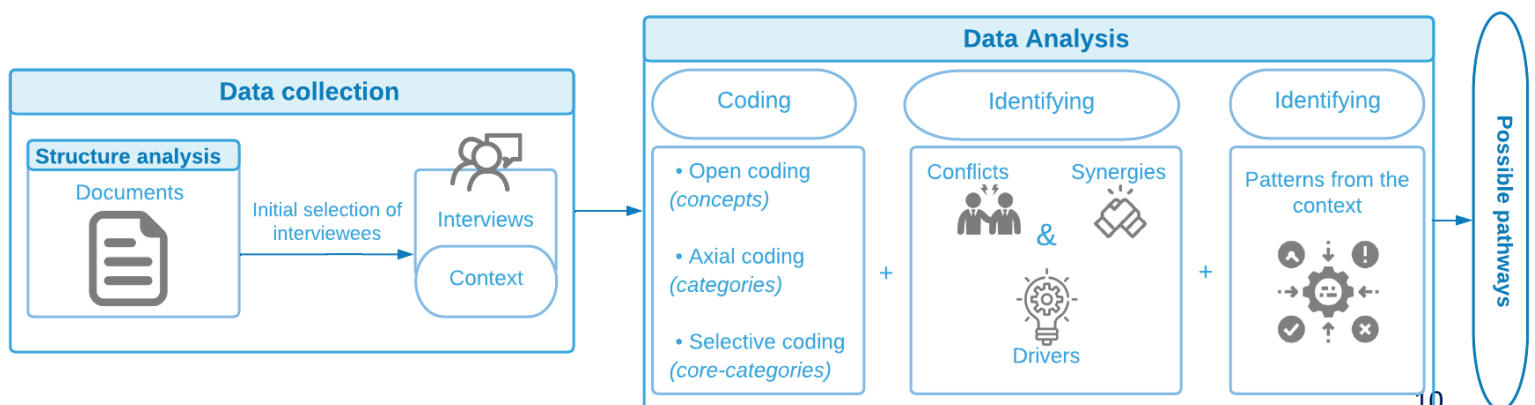 Data collection
Structure analysis
Documents
Initial selection of
interviewees
Interviews
Context
Data Analysis
Coding
• Open coding
(concepts)
• Axial coding
(categories)
• Selective coding
(core-categories)
+
Identifying
Conflicts
Synergies
&
Drivers
+
Identifying
Patterns from the
context
Possible pathways
10